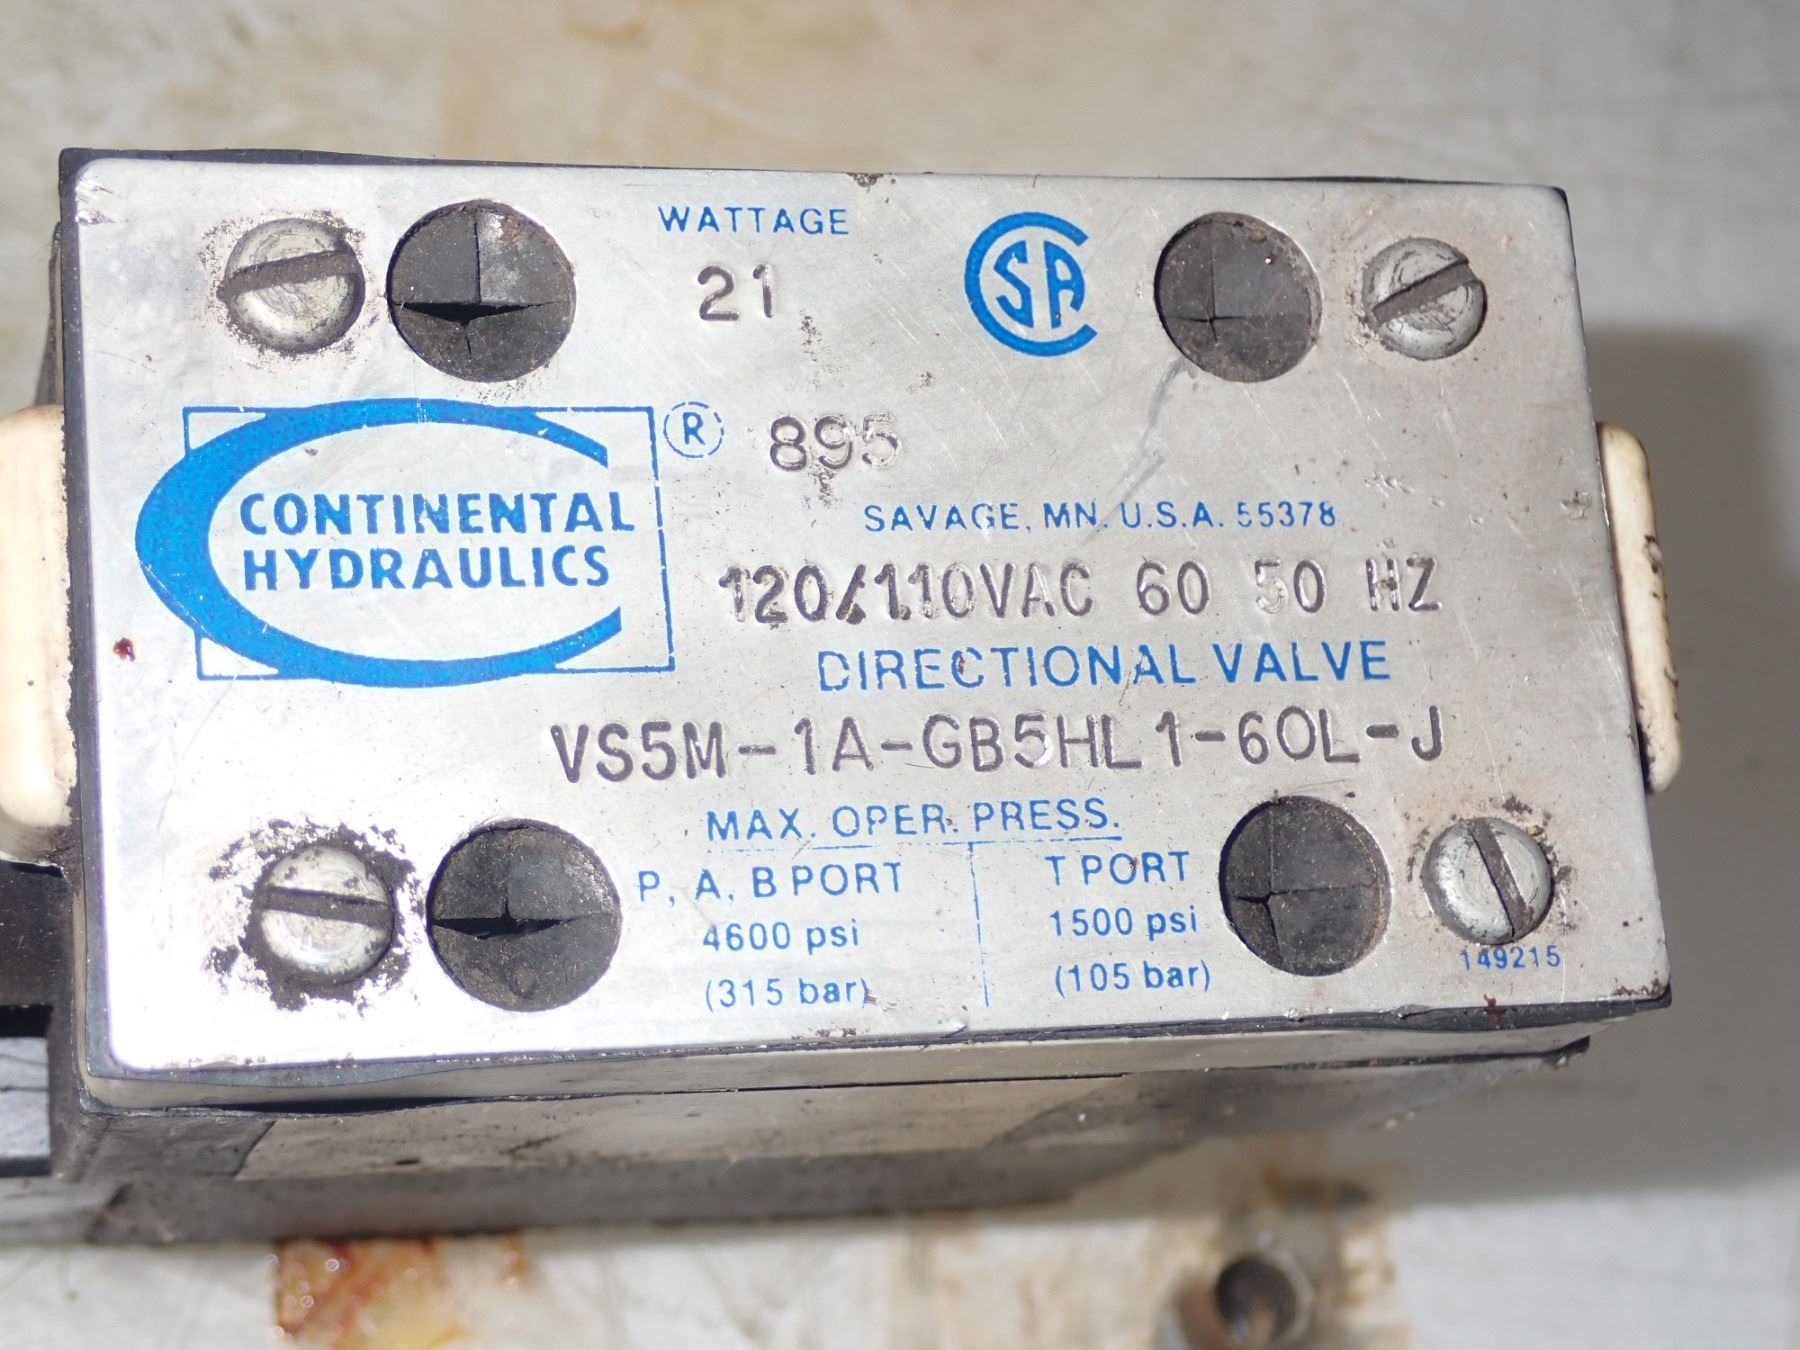 WATTAGE
21
CSA
CONTINENTAL
HYDRAULICS
®
895
SAVAGE, MN. U.S.A. 55378
120/110VAC 60 50 HZ
DIRECTIONAL VALVE
VS5M-1A-GB5HL1-60L-J
MAX. OPER. PRESS.
P, A, B PORT
4600 psi
(315 bar)
T PORT
1500 psi
(105 bar)
149215